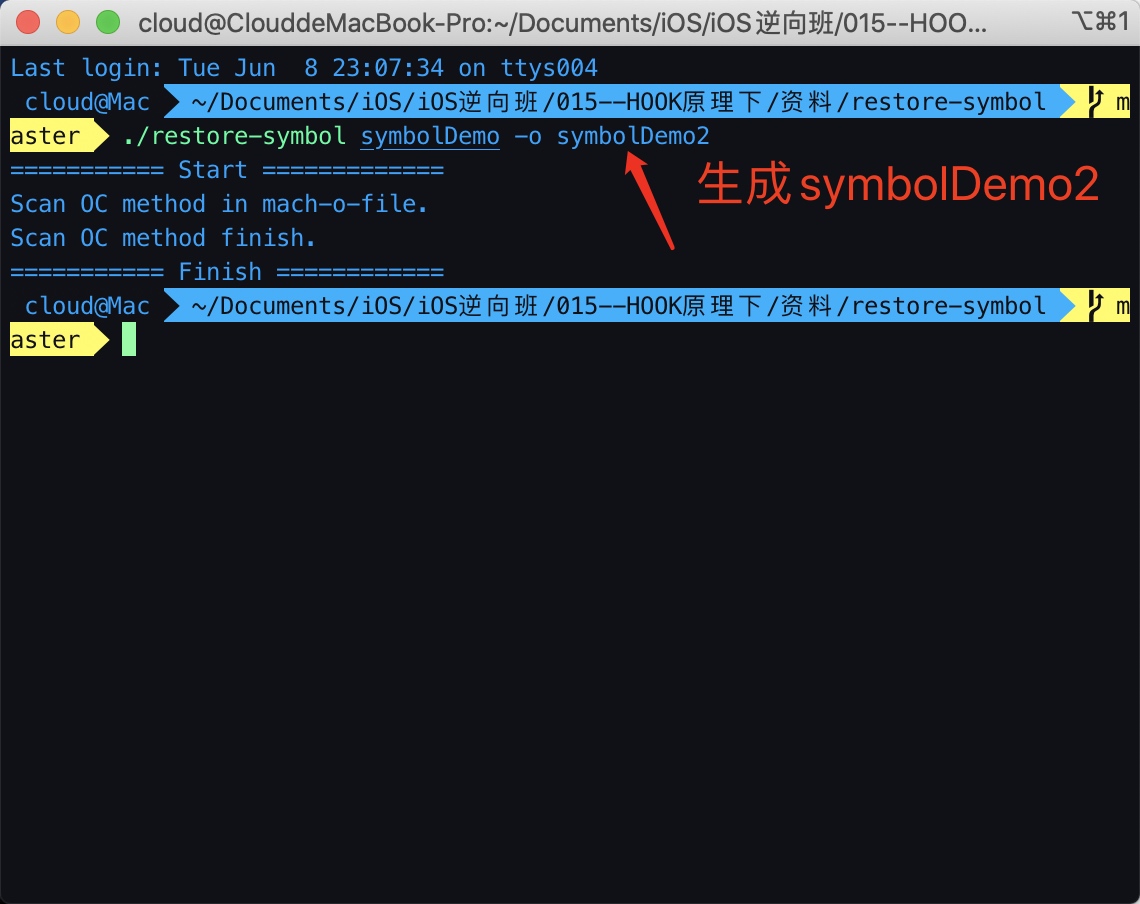 cloud@ClouddeMacBook-Pro:~/Documents/iOS/iOS逆向班/015--HOO... ⌥⌘1
Last login: Tue Jun  8 23:07:34 on ttys004
cloud@Mac ~/Documents/iOS/iOS逆向班/015--HOOK原理下/资料/restore-symbol m
aster ./restore-symbol symbolDemo -o symbolDemo2
=========== Start =============
生成symbolDemo2
Scan OC method in mach-o-file.
Scan OC method finish.
=========== Finish ============
cloud@Mac ~/Documents/iOS/iOS逆向班/015--HOOK原理下/资料/restore-symbol m
aster